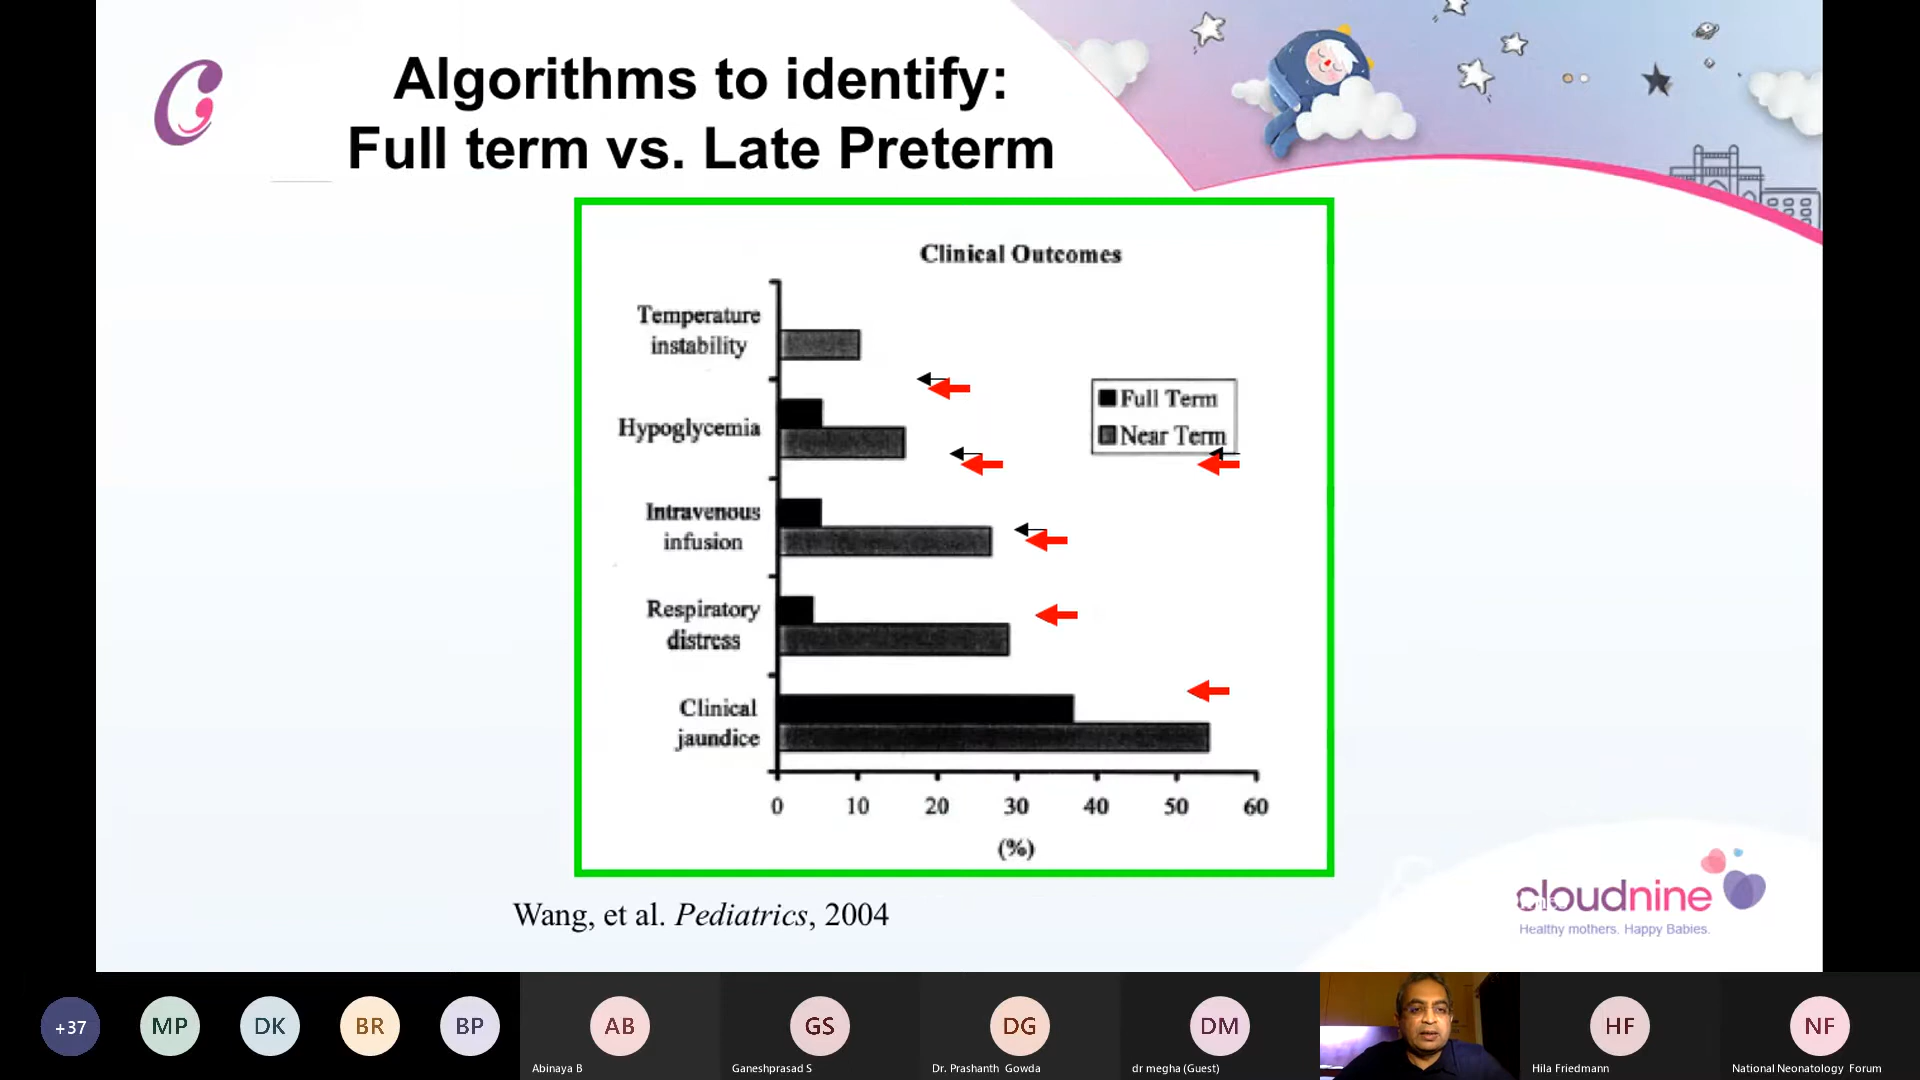 Algorithms to identify:
Full term vs. Late Preterm
Clinical Outcomes
Temperature
instability
Hypoglycemia
Intravenous
infusion
Respiratory
distress
Clinical
jaundice
Full Term
Near Term
0 10 20 30 40 50 60
(%)
Wang, et al. Pediatrics, 2004
cloudnine
Healthy mothers. Happy Babies.
+37 MP DK BR BP AB GS DG DM HF NF
Abinaya B
Ganeshprasad S
Dr. Prashanth Gowda
dr megha (Guest)
Hila Friedmann
National Neonatology Forum